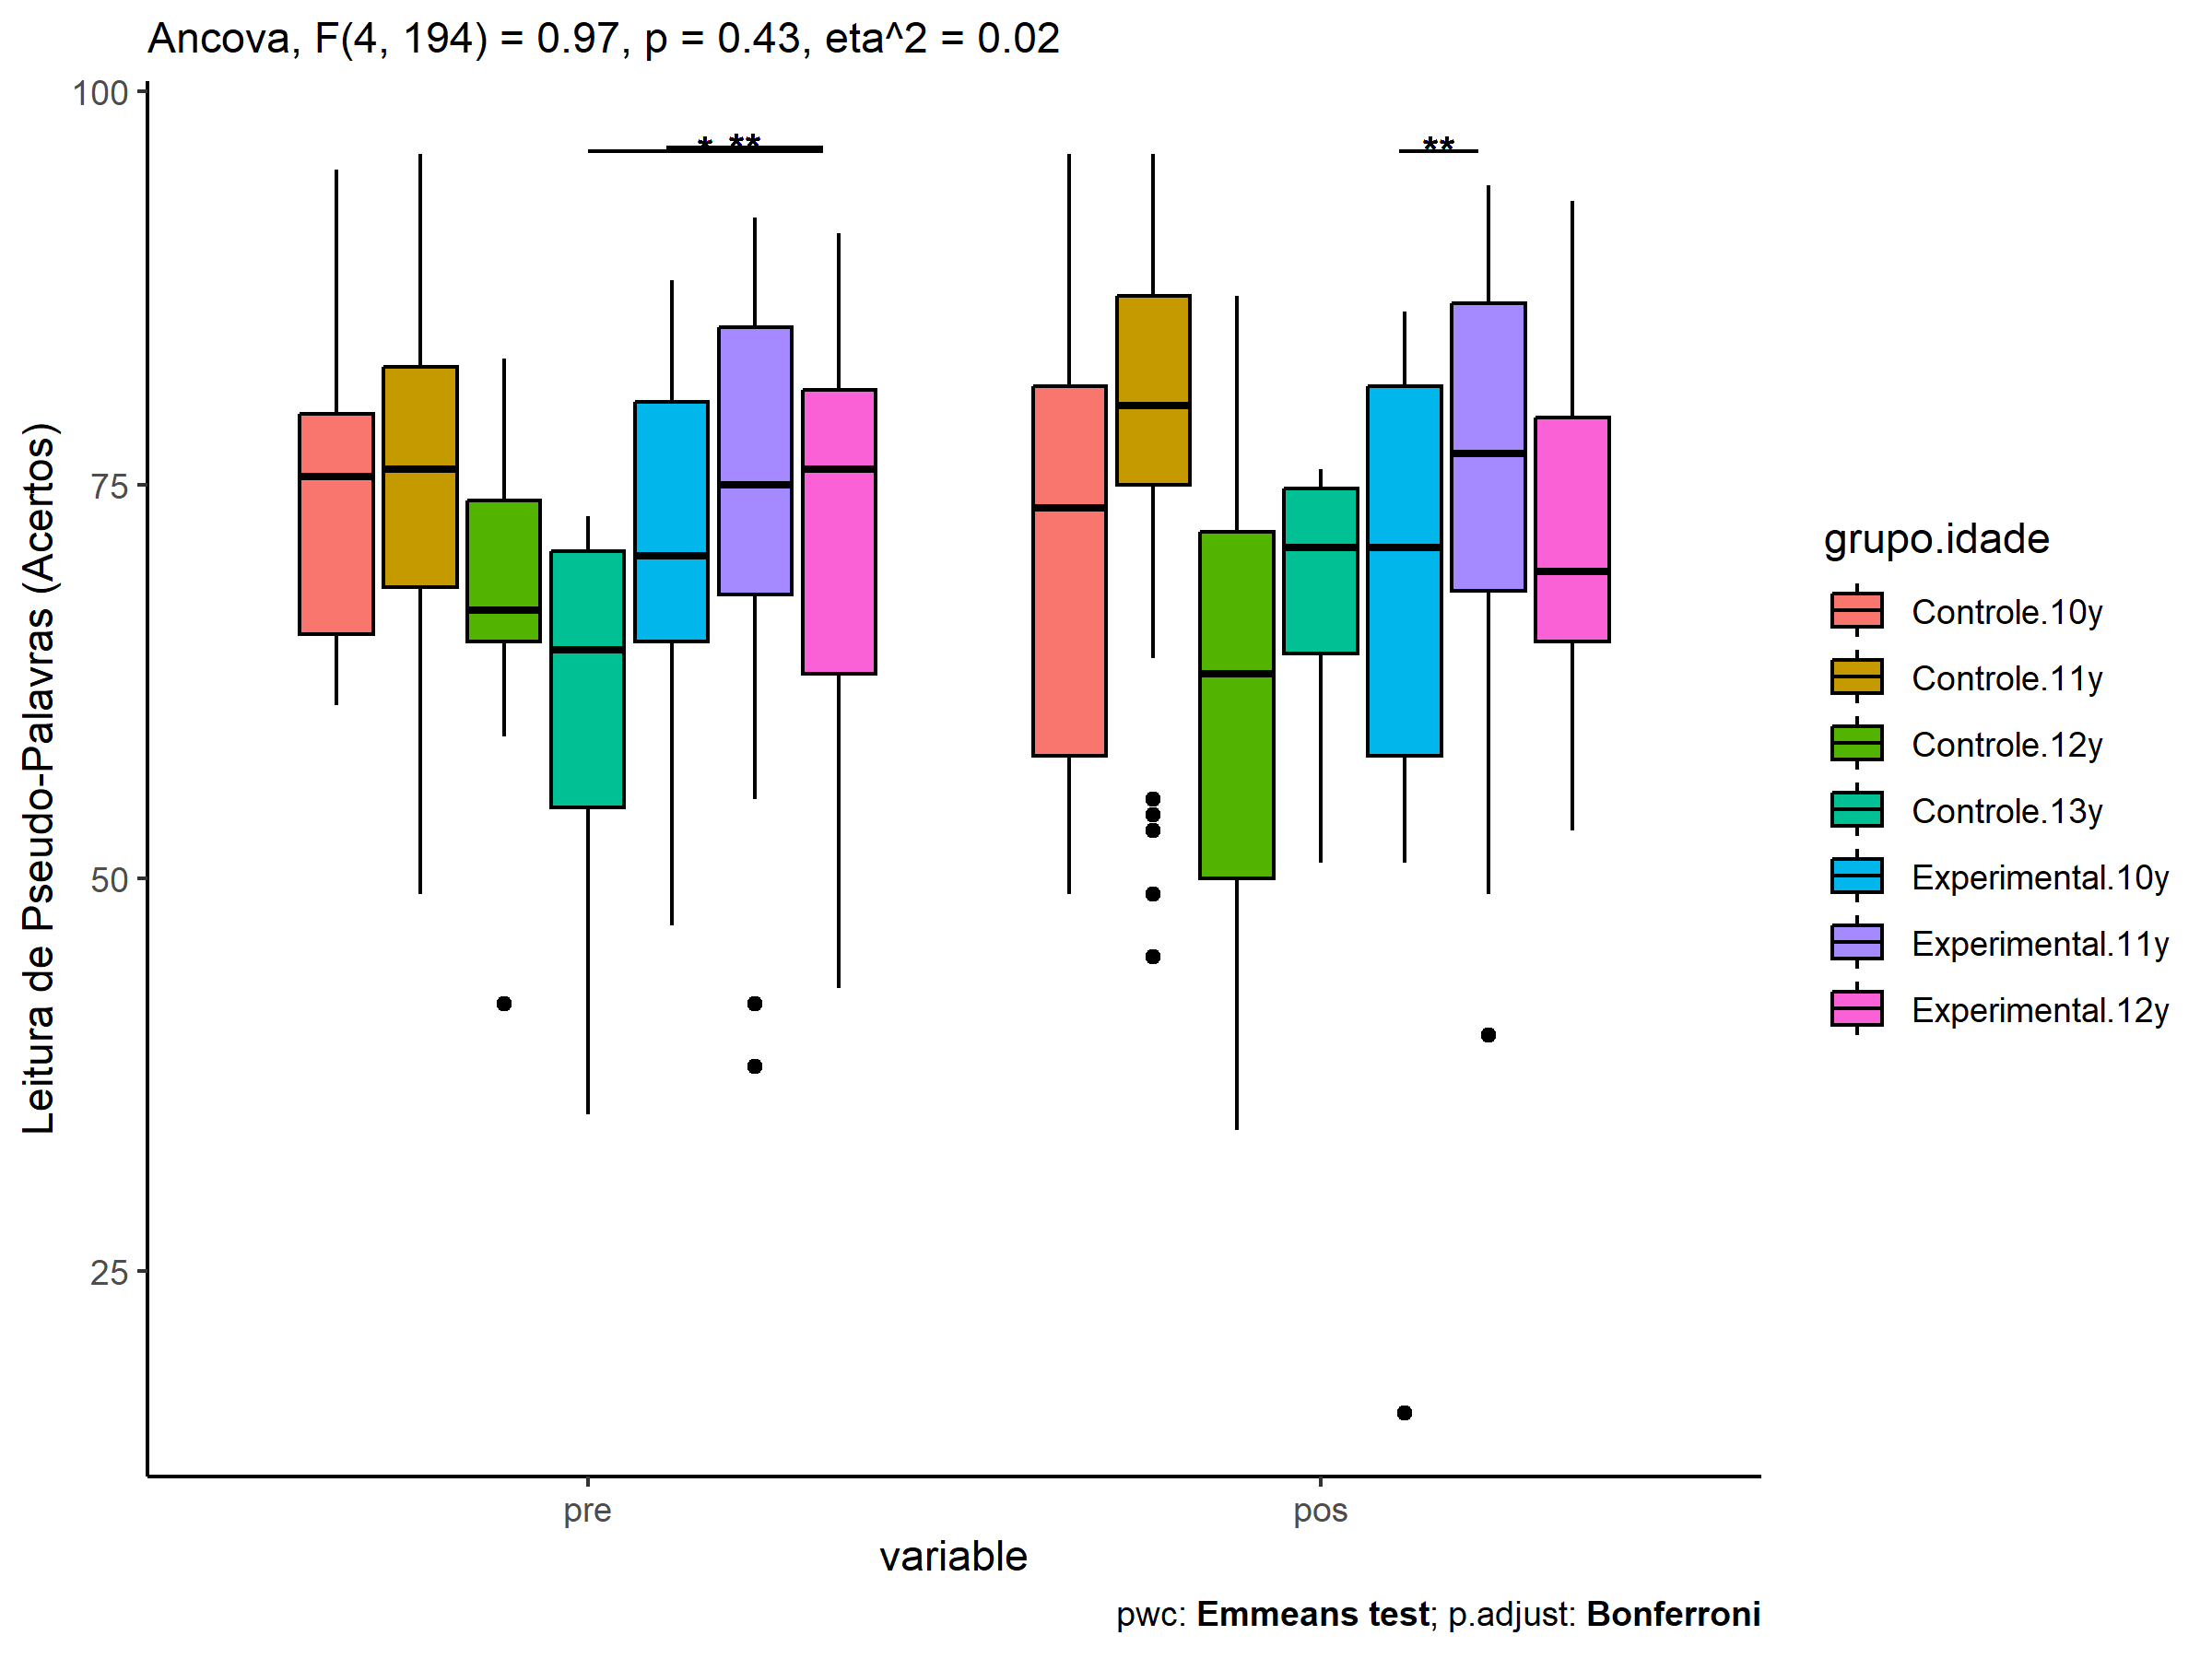 Ancova, F(4, 194) = 0.97, p = 0.43, eta^2 = 0.02
Leitura de Pseudo-Palavras (Acertos)
100
75
50
25
* **
**
pre
pos
variable
pwc: Emmeans test; p.adjust: Bonferroni
grupo.idade
Controle.10y
Controle.11y
Controle.12y
Controle.13y
Experimental.10y
Experimental.11y
Experimental.12y